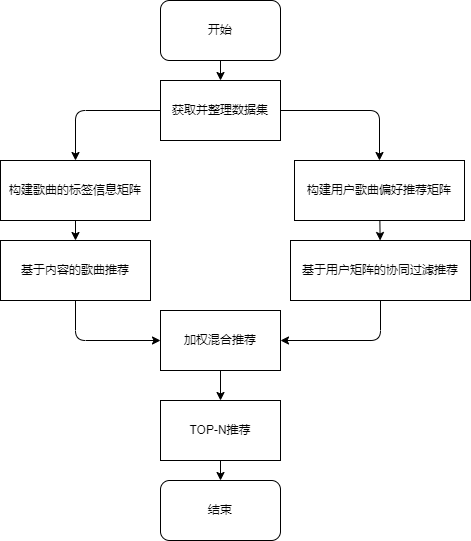 开始
获取并整理数据集
构建歌曲的标签信息矩阵
构建用户歌曲偏好推荐矩阵
基于内容的歌曲推荐
基于用户矩阵的协同过滤推荐
加权混合推荐
TOP-N推荐
结束